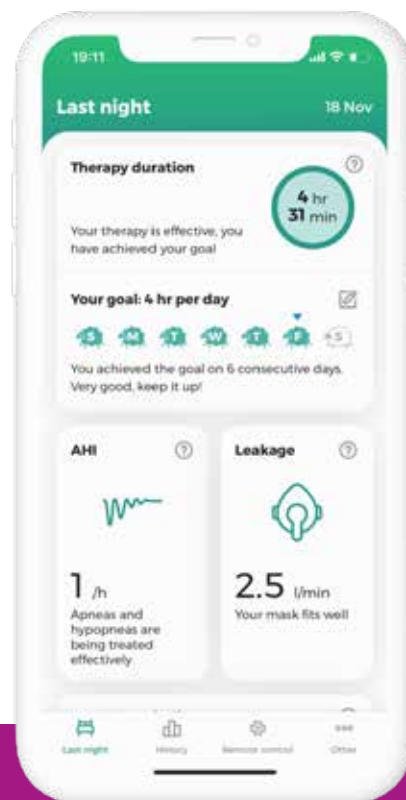 19:11
Last night 18 Nov
Therapy duration
4 hr
31 min
Your therapy is effective, you
have achieved your goal
Your goal: 4 hr per day
S M T W T F S
You achieved the goal on 6 consecutive days.
Very good, keep it up!
AHI
1 /h
Apneas and
hypopneas are
being treated
effectively
Leakage
2.5 l/min
Your mask fits well
Last night History Remote control Other